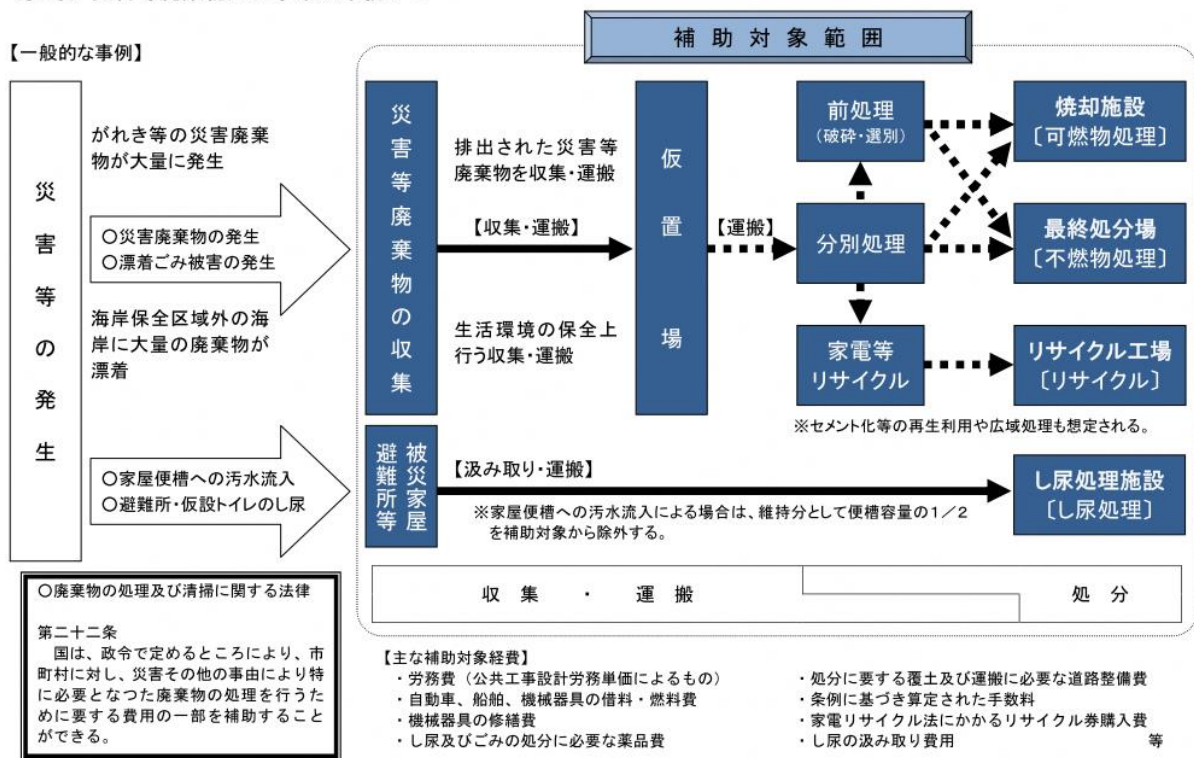 補助対象範囲
【一般的な事例】
災害等の発生
がれき等の災害廃棄
物が大量に発生
○災害廃棄物の発生
○漂着ごみ被害の発生
海岸保全区域外の海
岸に大量の廃棄物が
漂着
○家屋便槽への汚水流入
○避難所・仮設トイレのし尿
災害等廃棄物の収集
排出された災害等
廃棄物を収集・運搬
【収集・運搬】
生活環境の保全上
行う収集・運搬
仮置場
【運搬】
前処理
(破砕・選別)
分別処理
家電等
リサイクル
焼却施設
〔可燃物処理〕
最終処分場
〔不燃物処理〕
リサイクル工場
〔リサイクル〕
※セメント化等の再生利用や広域処理も想定される。
被災家屋
避難所等
【汲み取り・運搬】
※家屋便槽への汚水流入による場合は、維持分として便槽容量の1/2
を補助対象から除外する。
し尿処理施設
〔し尿処理〕
収集・運搬
処分
○廃棄物の処理及び清掃に関する法律
第二十二条
国は、政令で定めるところにより、市
町村に対し、災害その他の事由により特
に必要となつた廃棄物の処理を行うた
めに要する費用の一部を補助すること
ができる。
【主な補助対象経費】
・労務費(公共工事設計労務単価によるもの)
・自動車、船舶、機械器具の借料・燃料費
・機械器具の修繕費
・し尿及びごみの処分に必要な薬品費
・処分に要する覆土及び運搬に必要な道路整備費
・条例に基づき算定された手数料
・家電リサイクル法にかかるリサイクル券購入費
・し尿の汲み取り費用 等